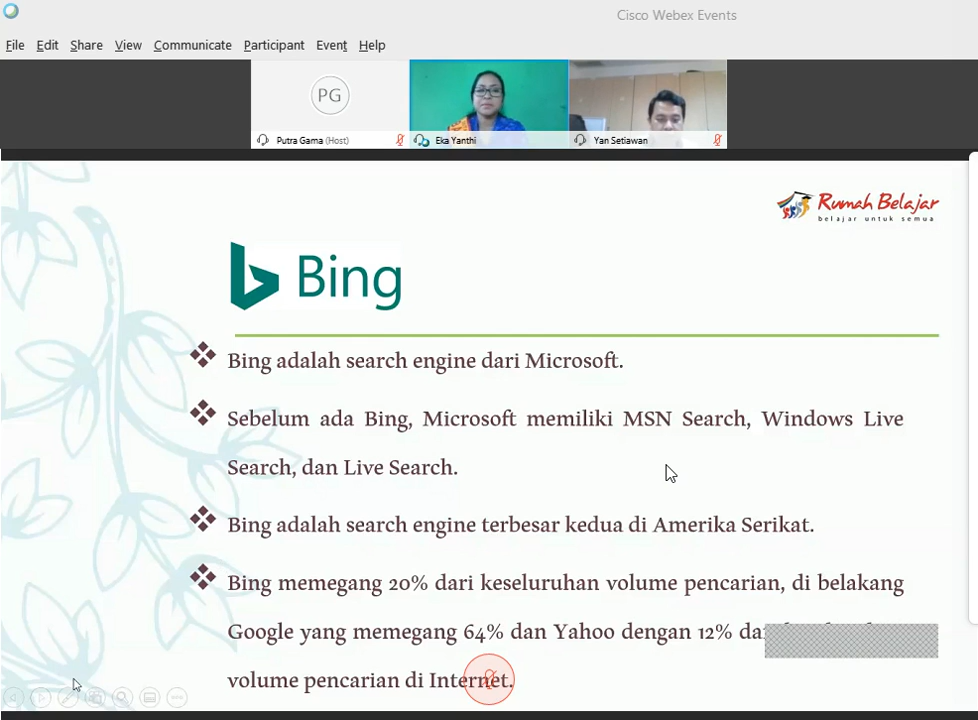 Cisco Webex Events
File Edit Share View Communicate Participant Event Help
PG
Putra Gama (Host)
Eka Yanthi
Yan Setiawan
Rumah Belajar
belajar untuk semua
Bing
Bing adalah search engine dari Microsoft.
Sebelum ada Bing, Microsoft memiliki MSN Search, Windows Live
Search, dan Live Search.
Bing adalah search engine terbesar kedua di Amerika Serikat.
Bing memegang 20% dari keseluruhan volume pencarian, di belakang
Google yang memegang 64% dan Yahoo dengan 12%
volume pencarian di Internet.